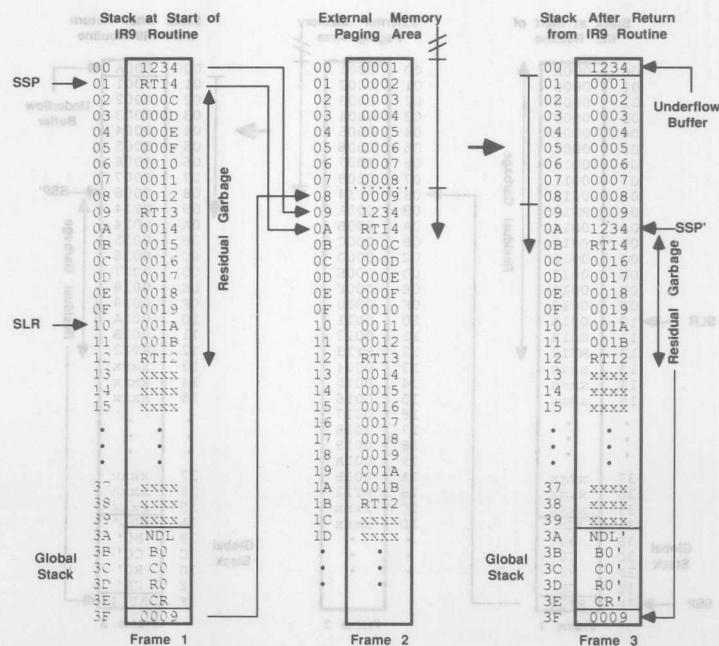 Stack at Start of
IR9 Routine
SSP
SLR
00 1234
01 RTI4
02 000C
03 000D
04 000E
05 000F
06 0010
07 0011
08 0012
09 RTI3
0A 0014
0B 0015
0C 0016
0D 0017
0E 0018
0F 0019
10 001A
11 001B
12 RTI2
13 xxxx
14 xxxx
15 xxxx
37 xxxx
38 xxxx
39 xxxx
3A NDL
3B B0
3C C0
3D R0
3E CR
3F 0009
Residual Garbage
Global
Stack
Frame 1
External Paging Memory
Area
00 0001
01 0002
02 0003
03 0004
04 0005
05 0006
06 0007
07 0008
08 0009
09 1234
0A RTI4
0B 000C
0C 000D
0D 000E
0E 000F
0F 0010
10 0011
11 0012
12 RTI3
13 0014
14 0015
15 0016
16 0017
17 0018
18 0019
19 001A
1A 001B
1B RTI2
1C xxxx
1D xxxx
Frame 2
Stack After Return
from IR9 Routine
00 1234
01 0001
02 0002
03 0003
04 0004
05 0005
06 0006
07 0007
08 0008
09 0009
0A 1234
0B RTI4
0C 0016
0D 0017
0E 0018
0F 0019
10 001A
11 001B
12 RTI2
13 xxxx
14 xxxx
15 xxxx
37 xxxx
38 xxxx
39 xxxx
3A NDL'
3B B0'
3C C0'
3D R0'
3E CR'
3F 0009
Underflow
Buffer
SSP'
Residual Garbage
Global
Stack
Frame 3